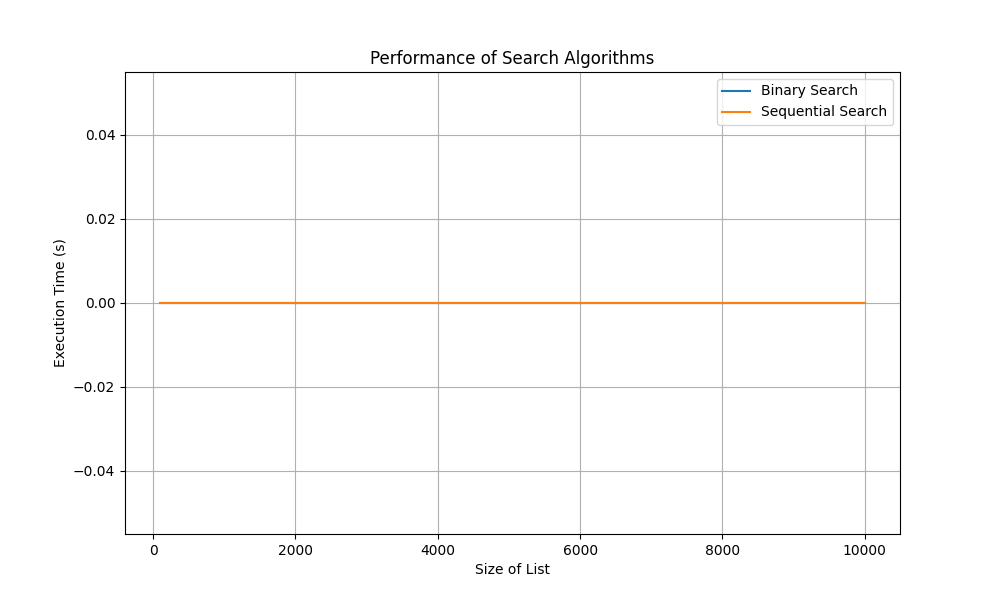 Performance of Search Algorithms
Binary Search
Sequential Search
0.04
0.02
0.00
−0.02
−0.04
Execution Time (s)
0 2000 4000 6000 8000 10000
Size of List